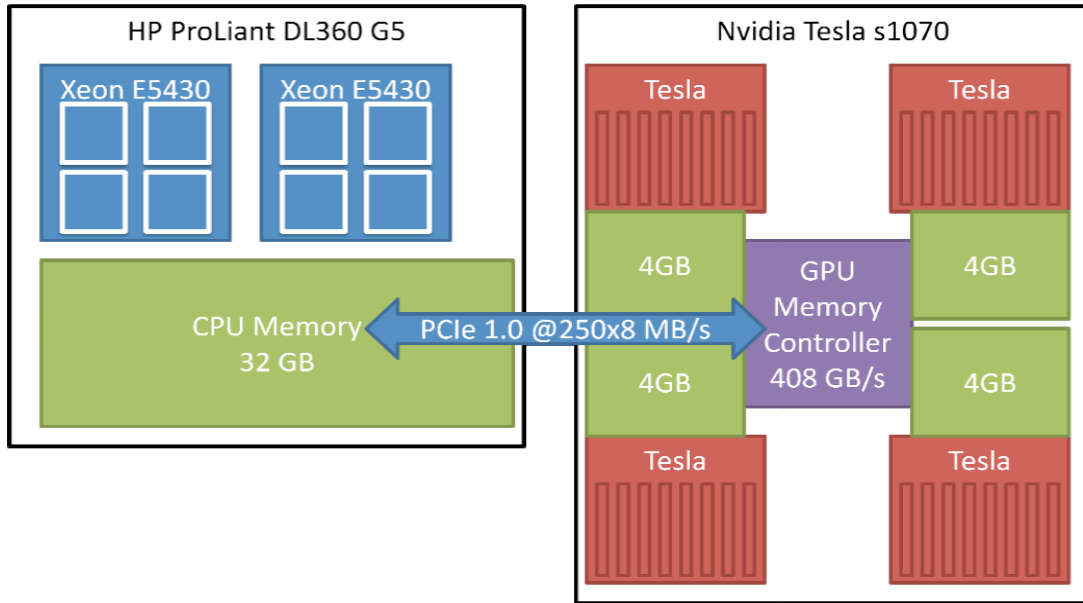 HP ProLiant DL360 G5
Xeon E5430
Xeon E5430
CPU Memory
32 GB
PCIe 1.0 @250x8 MB/s
Nvidia Tesla s1070
Tesla
Tesla
4GB
4GB
GPU
Memory
Controller
408 GB/s
4GB
4GB
Tesla
Tesla